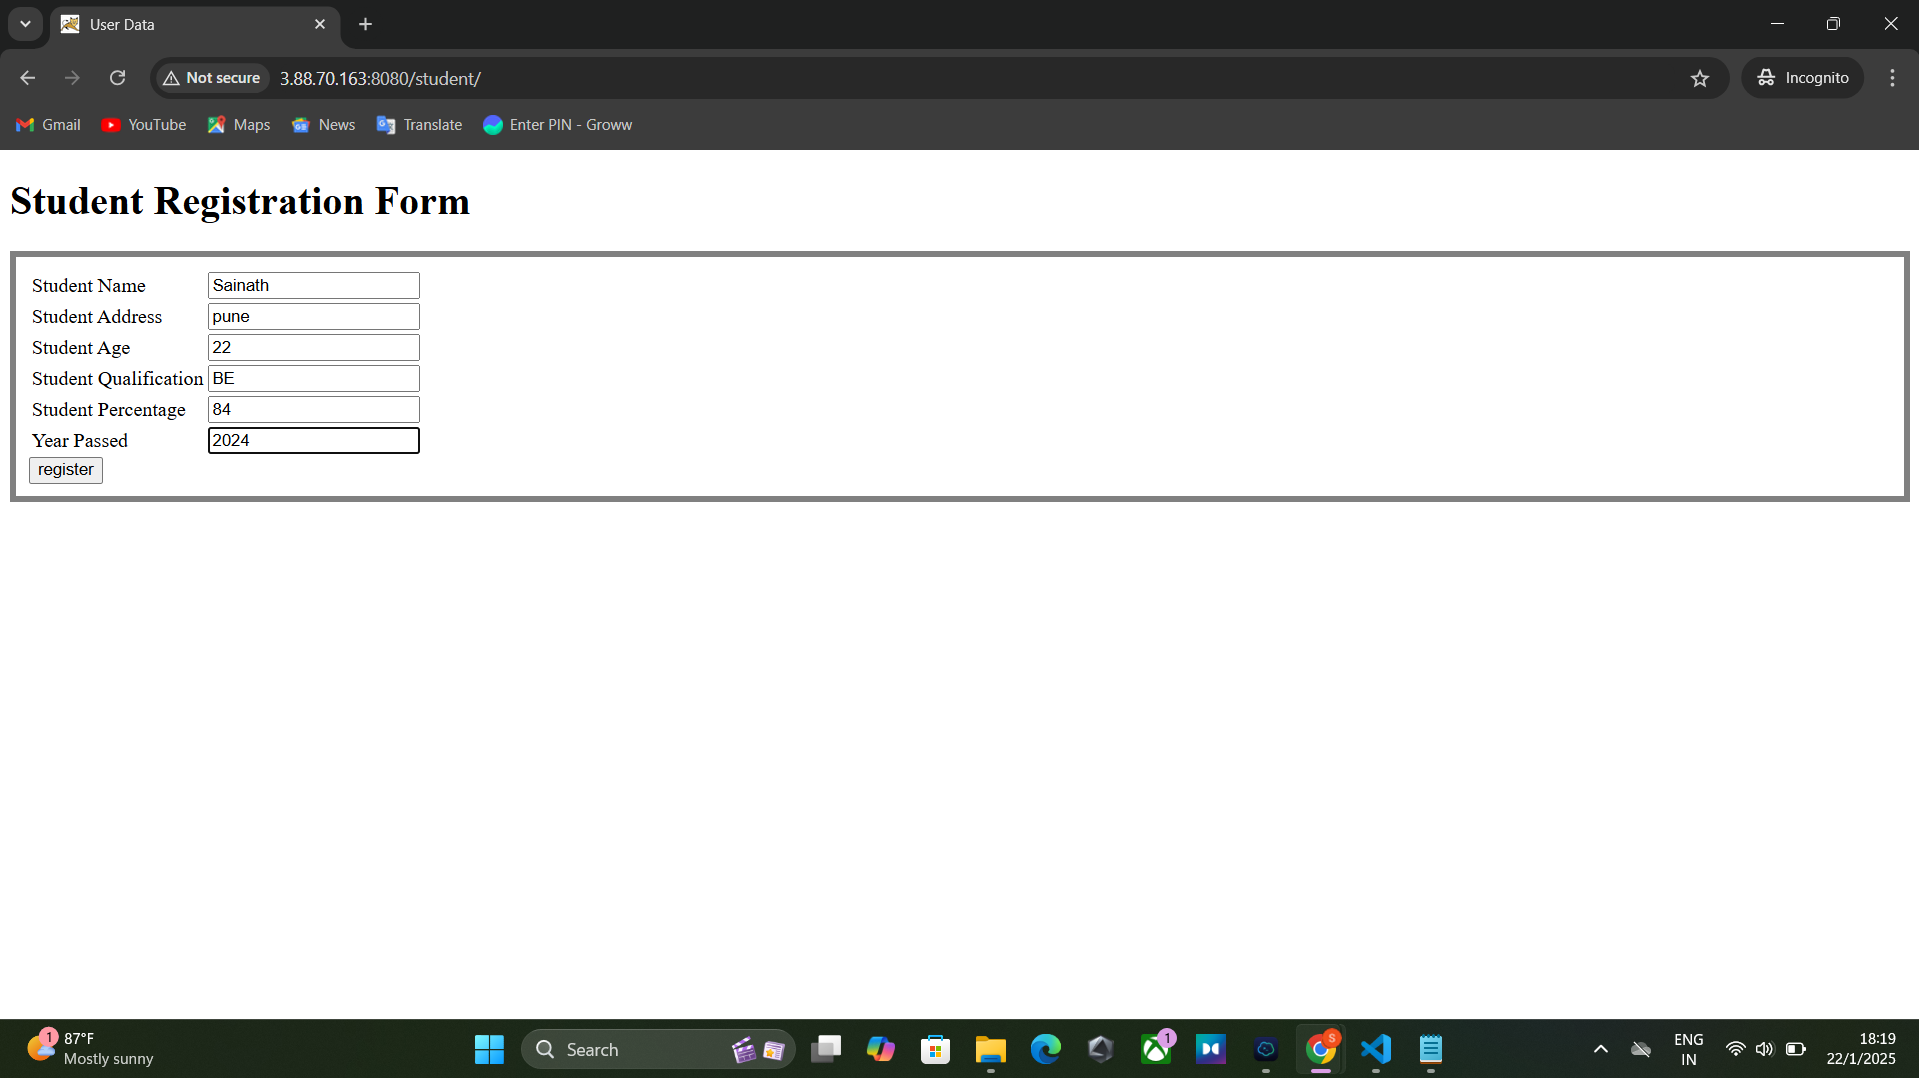 User Data
Not secure 3.88.70.163:8080/student/ Incognito
Gmail YouTube Maps News Translate Enter PIN - Groww
Student Registration Form
Student Name Sainath
Student Address pune
Student Age 22
Student Qualification BE
Student Percentage 84
Year Passed 2024
register
1 87°F
Mostly sunny
Search
1
S
ENG
IN
18:19
22/1/2025